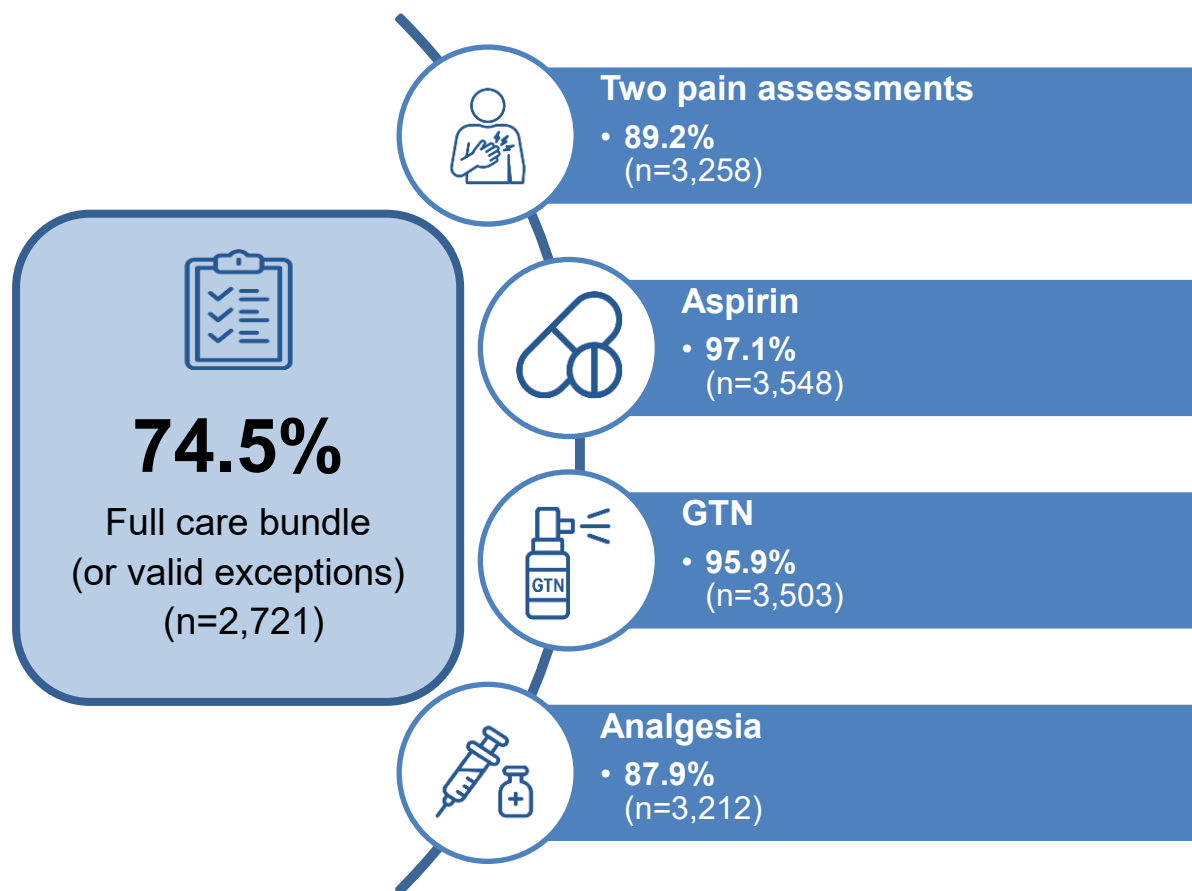 74.5%
Full care bundle
(or valid exceptions)
(n=2,721)
Two pain assessments
• 89.2%
(n=3,258)
Aspirin
• 97.1%
(n=3,548)
GTN
GTN
• 95.9%
(n=3,503)
Analgesia
• 87.9%
(n=3,212)